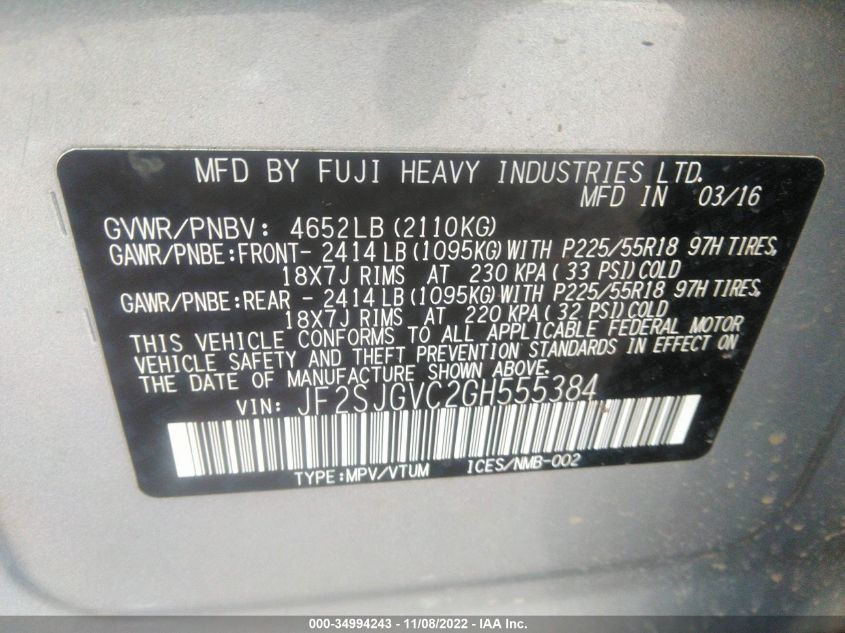 MFD BY FUJI HEAVY INDUSTRIES LTD.
MFD IN 03/16
GVWR/PNBV: 4652LB (2110KG)
GAWR/PNBE:FRONT- 2414LB (1095KG) WITH P225/55R18 97H TIRES,
18X7J RIMS AT 230 KPA ( 33 PSI) COLD
GAWR/PNBE:REAR - 2414LB (1095KG) WITH P225/55R18 97H TIRES,
18X7J RIMS AT 220 KPA ( 32 PSI) COLD
THIS VEHICLE CONFORMS TO ALL APPLICABLE FEDERAL MOTOR
VEHICLE SAFETY AND THEFT PREVENTION STANDARDS IN EFFECT ON
THE DATE OF MANUFACTURE SHOWN ABOVE.
VIN: JF2SJGVC2GH555384
TYPE:MPV/VTUM ICES/NMB-002
000-34994243 - 11/08/2022 - IAA Inc.